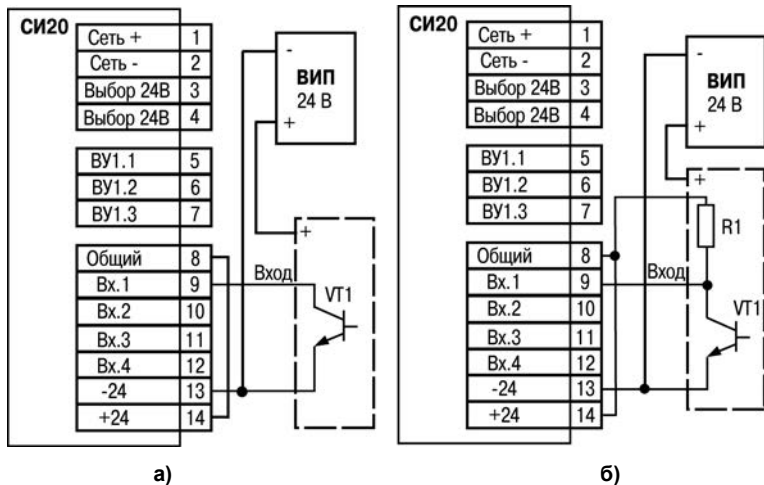 СИ20
Сеть + 1
Сеть - 2
Выбор 24В 3
Выбор 24В 4
ВУ1.1 5
ВУ1.2 6
ВУ1.3 7
Общий 8
Вх.1 9
Вх.2 10
Вх.3 11
Вх.4 12
-24 13
+24 14
-
ВИП
24 В
+
+
Вход
VT1
а)
СИ20
Сеть + 1
Сеть - 2
Выбор 24В 3
Выбор 24В 4
ВУ1.1 5
ВУ1.2 6
ВУ1.3 7
Общий 8
Вх.1 9
Вх.2 10
Вх.3 11
Вх.4 12
-24 13
+24 14
-
ВИП
24 В
+
+
R1
Вход
VT1
б)